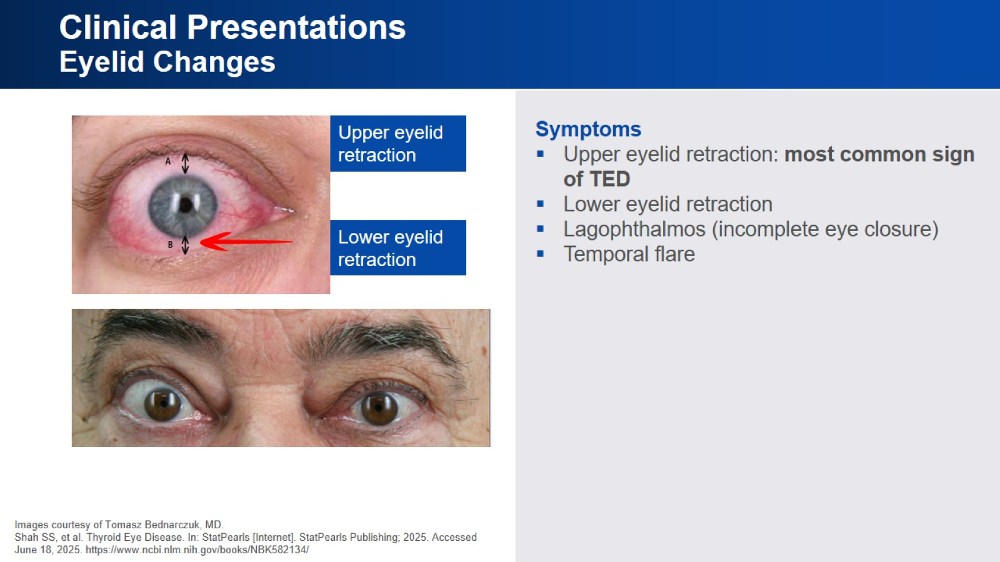 Clinical Presentations
Eyelid Changes
A
B
Upper eyelid
retraction
Lower eyelid
retraction
Symptoms
▪ Upper eyelid retraction: most common sign
of TED
▪ Lower eyelid retraction
▪ Lagophthalmos (incomplete eye closure)
▪ Temporal flare
Images courtesy of Tomasz Bednarczuk, MD.
Shah SS, et al. Thyroid Eye Disease. In: StatPearls [Internet]. StatPearls Publishing; 2025. Accessed
June 18, 2025. https://www.ncbi.nlm.nih.gov/books/NBK582134/